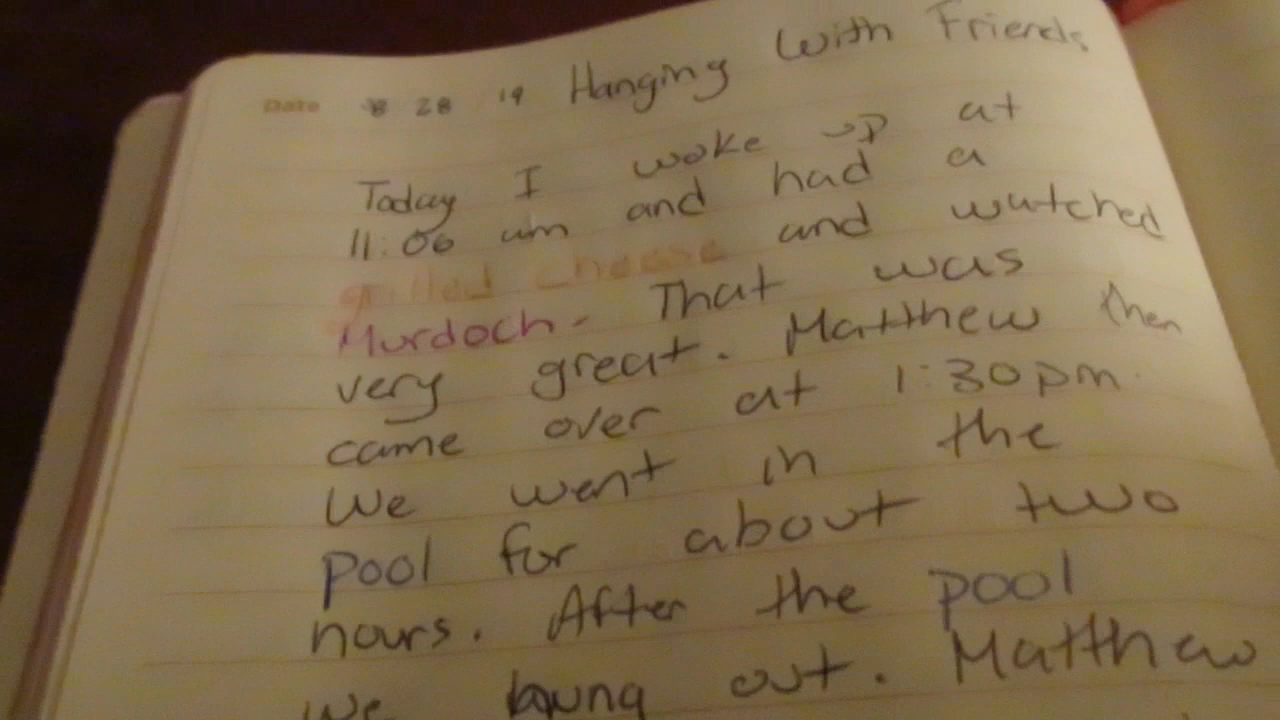 Date 8 28 19 Hanging With Friends
Today I woke up at
11:06 am and had a
grilled cheese and watched
Murdoch. That was
very great. Matthew then
came over at 1:30pm.
We went in the
pool for about two
hours. After the pool
we hung out. Matthew